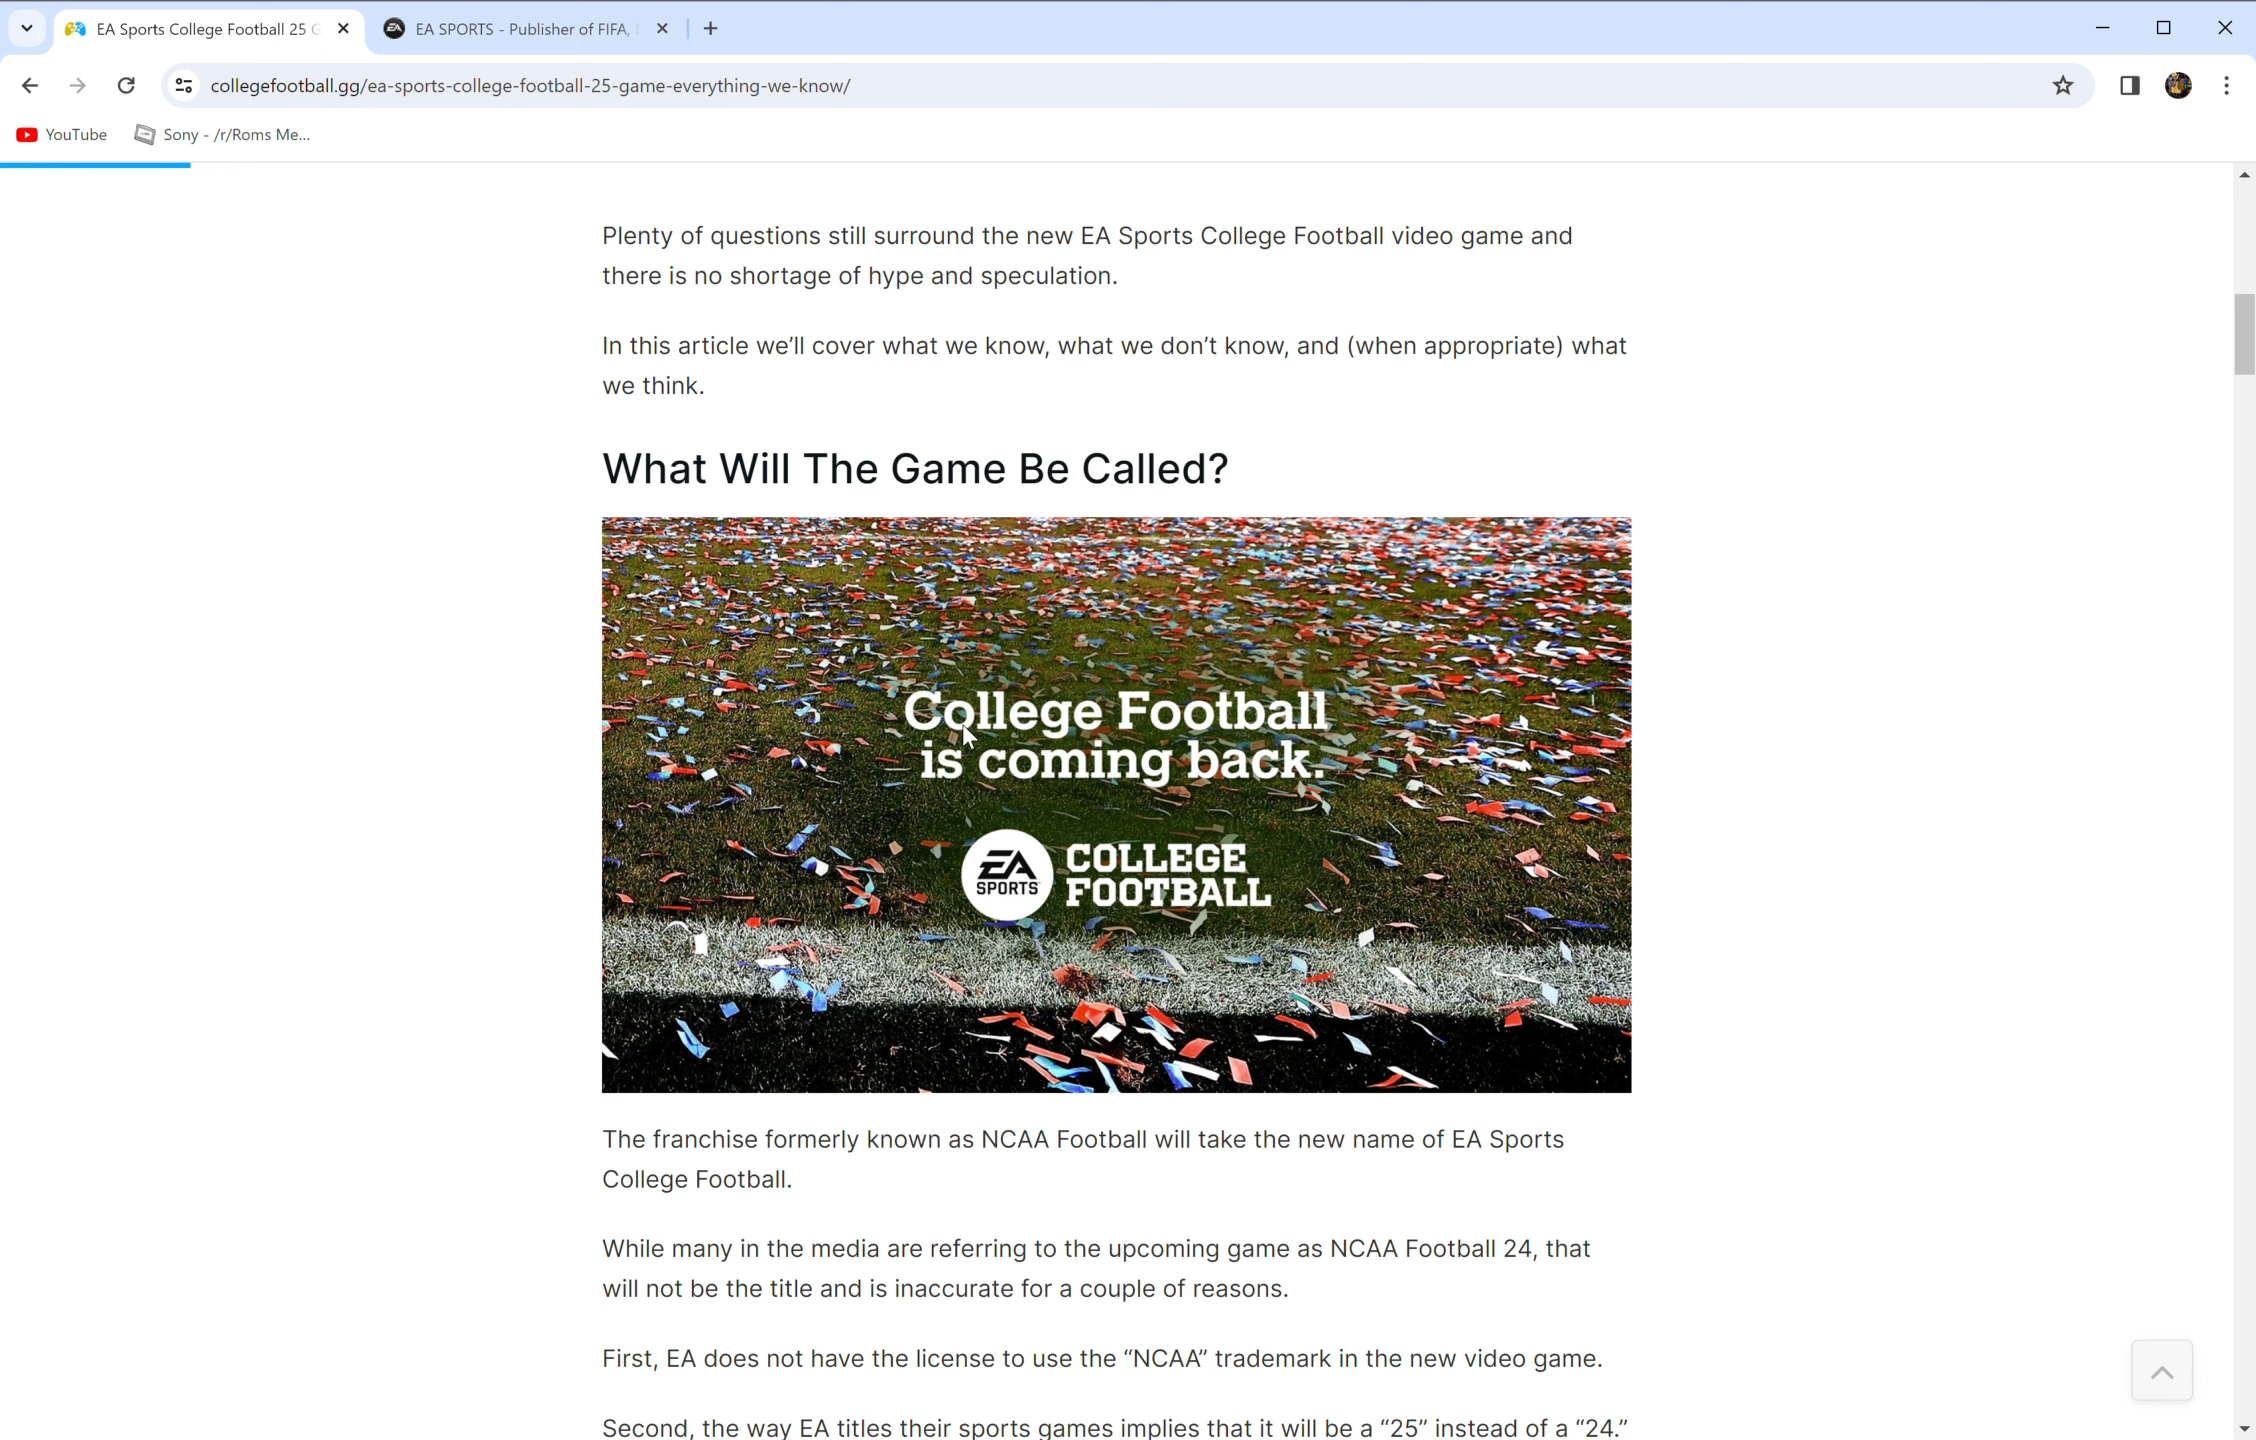 EA Sports College Football 25 G
EA SPORTS - Publisher of FIFA,
collegefootball.gg/ea-sports-college-football-25-game-everything-we-know/
YouTube
Sony - /r/Roms Me...
Plenty of questions still surround the new EA Sports College Football video game and
there is no shortage of hype and speculation.
In this article we’ll cover what we know, what we don’t know, and (when appropriate) what
we think.
What Will The Game Be Called?
College Football
is coming back.
EA
SPORTS
COLLEGE
FOOTBALL
The franchise formerly known as NCAA Football will take the new name of EA Sports
College Football.
While many in the media are referring to the upcoming game as NCAA Football 24, that
will not be the title and is inaccurate for a couple of reasons.
First, EA does not have the license to use the “NCAA” trademark in the new video game.
Second, the way EA titles their sports games implies that it will be a “25” instead of a “24.”